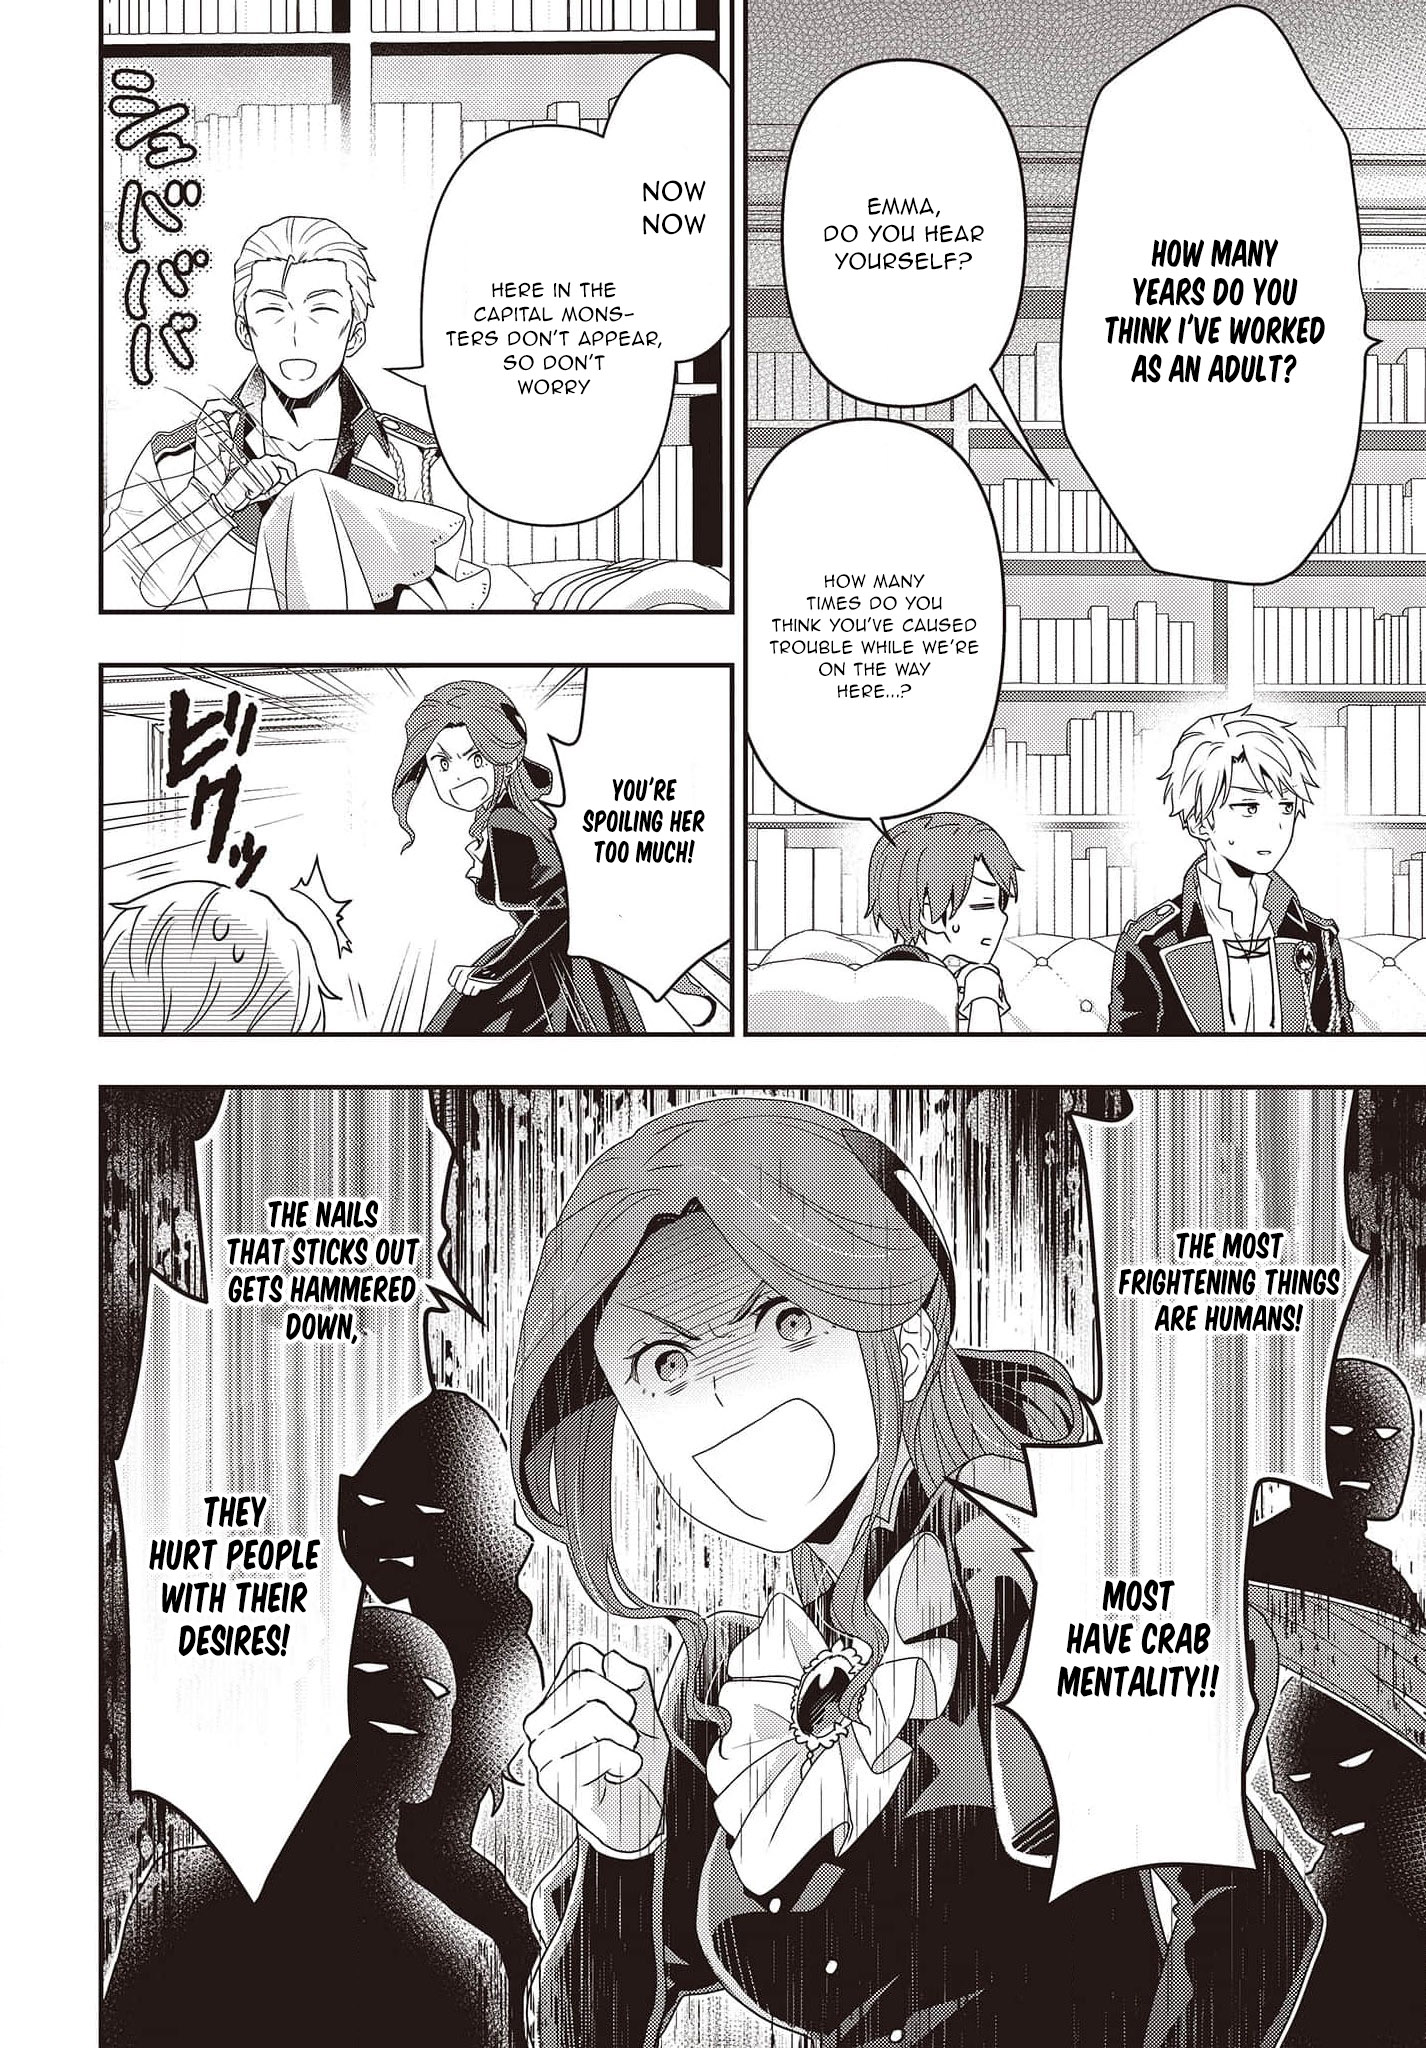 HOW MANY
YEARS DO YOU
THINK I'VE WORKED
AS AN ADULT?
EMMA,
DO YOU HEAR
YOURSELF?
HOW MANY
TIMES DO YOU
THINK YOU'VE CAUSED
TROUBLE WHILE WE'RE
ON THE WAY
HERE...?
NOW
NOW
HERE IN THE
CAPITAL MONS-
TERS DON'T APPEAR,
SO DON'T
WORRY
YOU'RE
SPOILING HER
TOO MUCH!
ビクッ
THE MOST
FRIGHTENING THINGS
ARE HUMANS!
MOST
HAVE CRAB
MENTALITY!!
THE NAILS
THAT STICKS OUT
GETS HAMMERED
DOWN,
THEY
HURT PEOPLE
WITH THEIR
DESIRES!